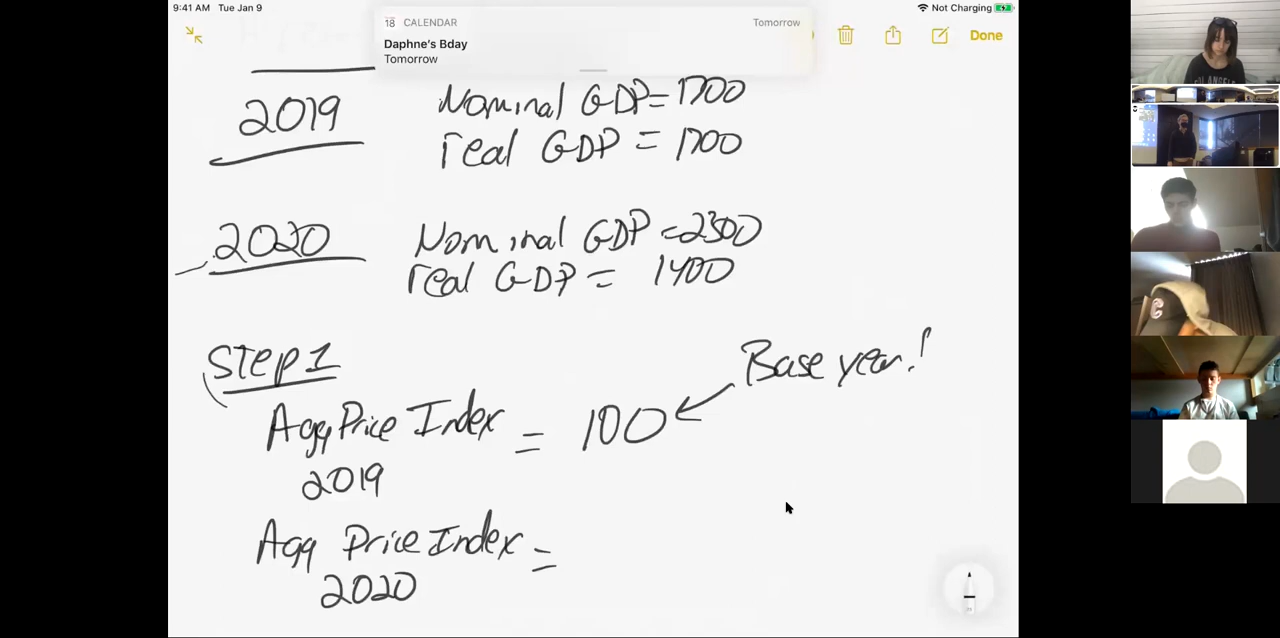 9:41 AM Tue Jan 9
Not Charging
18 CALENDAR
Tomorrow
Daphne's Bday
Tomorrow
Done
2019
Nominal GDP=1700
real GDP = 1700
2020
Nominal GDP=2300
real GDP = 1400
Step 1
Base year!
Agg Price Index = 100
2019
Agg Price Index =
2020